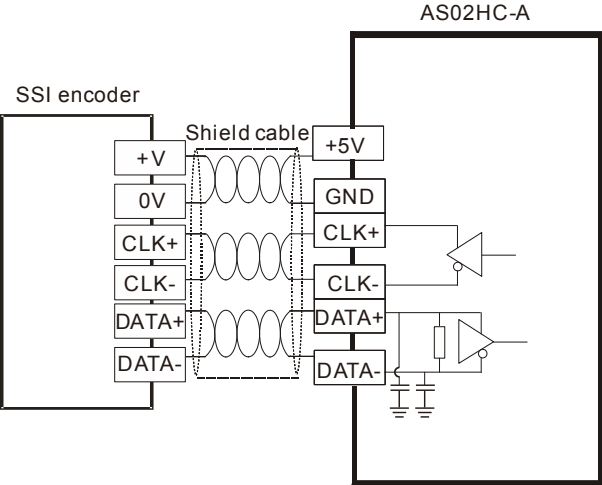 AS02HC-A
SSI encoder
Shield cable
+V
+5V
0V
GND
CLK+
CLK+
CLK-
CLK-
DATA+
DATA+
DATA-
DATA-